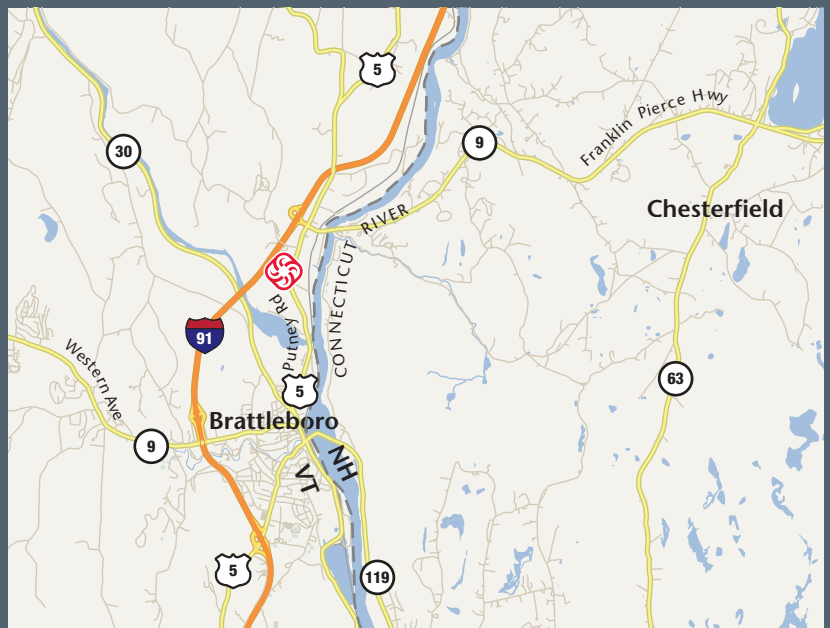 5
Franklin Pierce Hwy
30
9
Chesterfield
CONNECTICUT RIVER
Putney Rd
91
Western Ave
5
63
Brattleboro
9
NH
VT
5
119